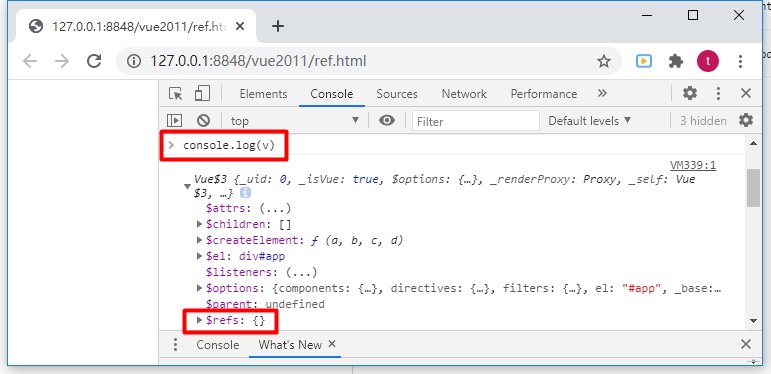 127.0.0.1:8848/vue2011/ref.htm
127.0.0.1:8848/vue2011/ref.html
t
Elements Console Sources Network Performance »
top Filter Default levels 3 hidden
> console.log(v)
VM339:1
Vue$3 {_uid: 0, _isVue: true, $options: {…}, _renderProxy: Proxy, _self: Vue
$3, …} i
$attrs: (...)
$children: []
$createElement: ƒ (a, b, c, d)
$el: div#app
$listeners: (...)
$options: {components: {…}, directives: {…}, filters: {…}, el: "#app", _base:…
$parent: undefined
$refs: {}
Console What's New ×